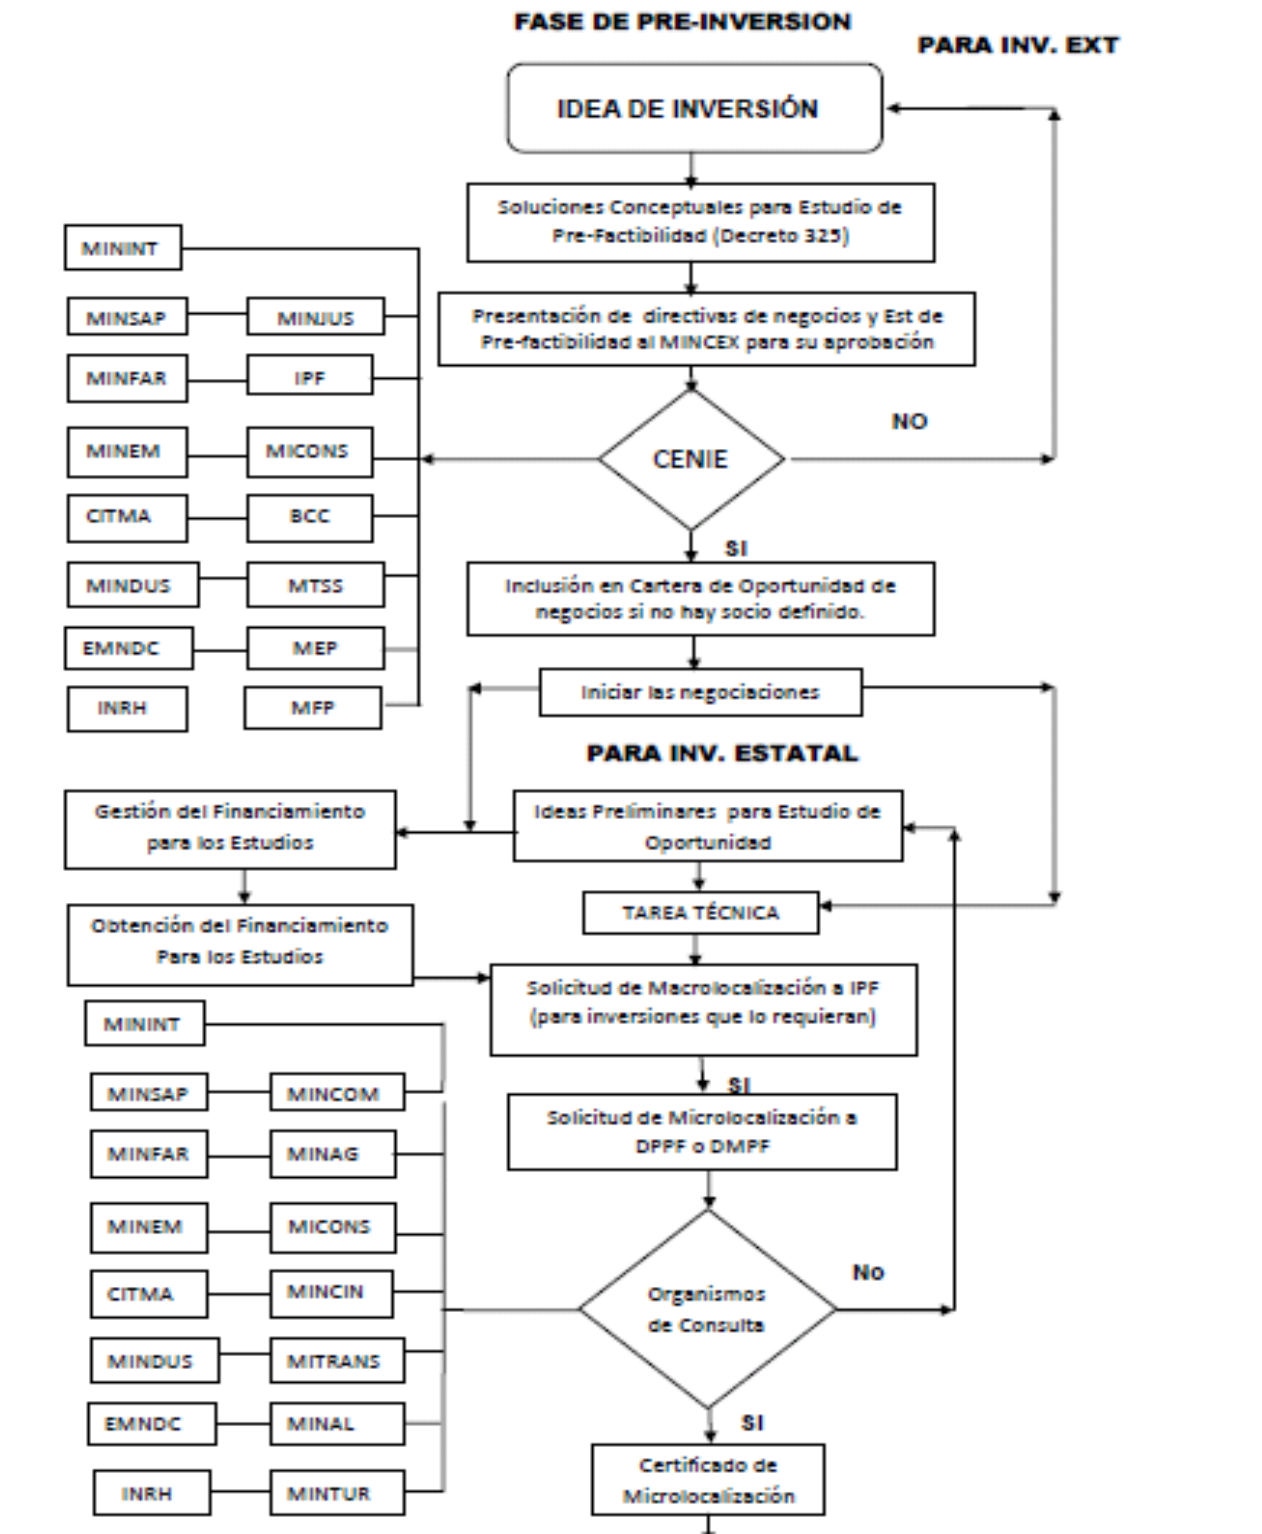 FASE DE PRE-INVERSION
PARA INV. EXT
IDEA DE INVERSIÓN
Soluciones Conceptuales para Estudio de
Pre-Factibilidad (Decreto 325)
Presentación de directivas de negocios y Est de
Pre-factibilidad al MINCEX para su aprobación
CENIE
NO
SI
MININT
MINSAP MINJUS
MINFAR IPF
MINEM MICONS
CITMA BCC
MINDUS MTSS
EMNDC MEP
INRH MFP
Inclusión en Cartera de Oportunidad de
negocios si no hay socio definido.
Iniciar las negociaciones
PARA INV. ESTATAL
Ideas Preliminares para Estudio de
Oportunidad
Gestión del Financiamiento
para los Estudios
Obtención del Financiamiento
Para los Estudios
TAREA TÉCNICA
Solicitud de Macrolocalización a IPF
(para inversiones que lo requieran)
SI
Solicitud de Microlocalización a
DPPF o DMPF
Organismos
de Consulta
No
SI
MININT
MINSAP MINCOM
MINFAR MINAG
MINEM MICONS
CITMA MINCIN
MINDUS MITRANS
EMNDC MINAL
INRH MINTUR
Certificado de
Microlocalización